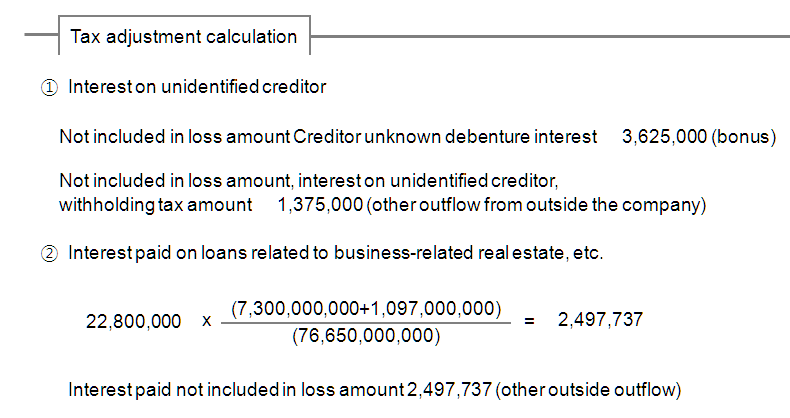 Tax adjustment calculation
① Interest on unidentified creditor
Not included in loss amount Creditor unknown debenture interest 3,625,000 (bonus)
Not included in loss amount, interest on unidentified creditor,
withholding tax amount 1,375,000 (other outflow from outside the company)
② Interest paid on loans related to business-related real estate, etc.
(7,300,000,000+1,097,000,000)
22,800,000 x = 2,497,737
(76,650,000,000)
Interest paid not included in loss amount 2,497,737 (other outside outflow)